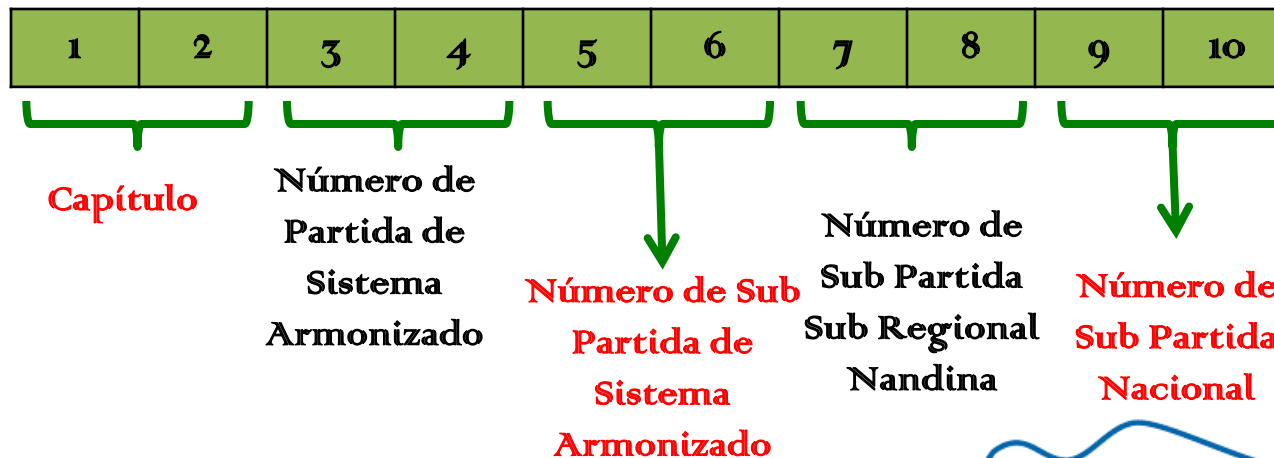 1 2 3 4 5 6 7 8 9 10
Capítulo
Número de
Partida de
Sistema
Armonizado
Número de Sub
Partida de
Sistema
Armonizado
Número de
Sub Partida
Sub Regional
Nandina
Número de
Sub Partida
Nacional